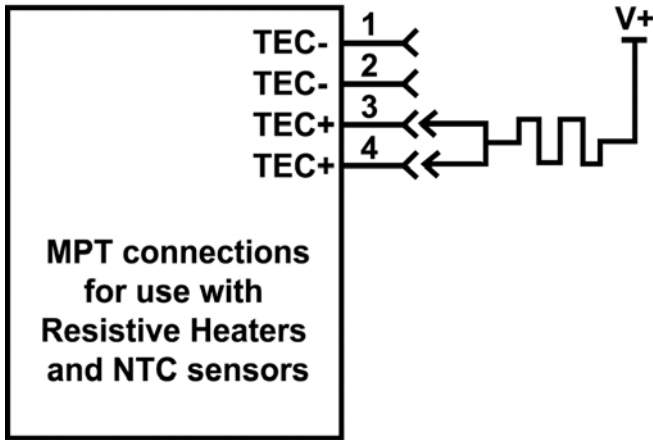 V+
TEC- 1
TEC- 2
TEC+ 3
TEC+ 4
MPT connections
for use with
Resistive Heaters
and NTC sensors